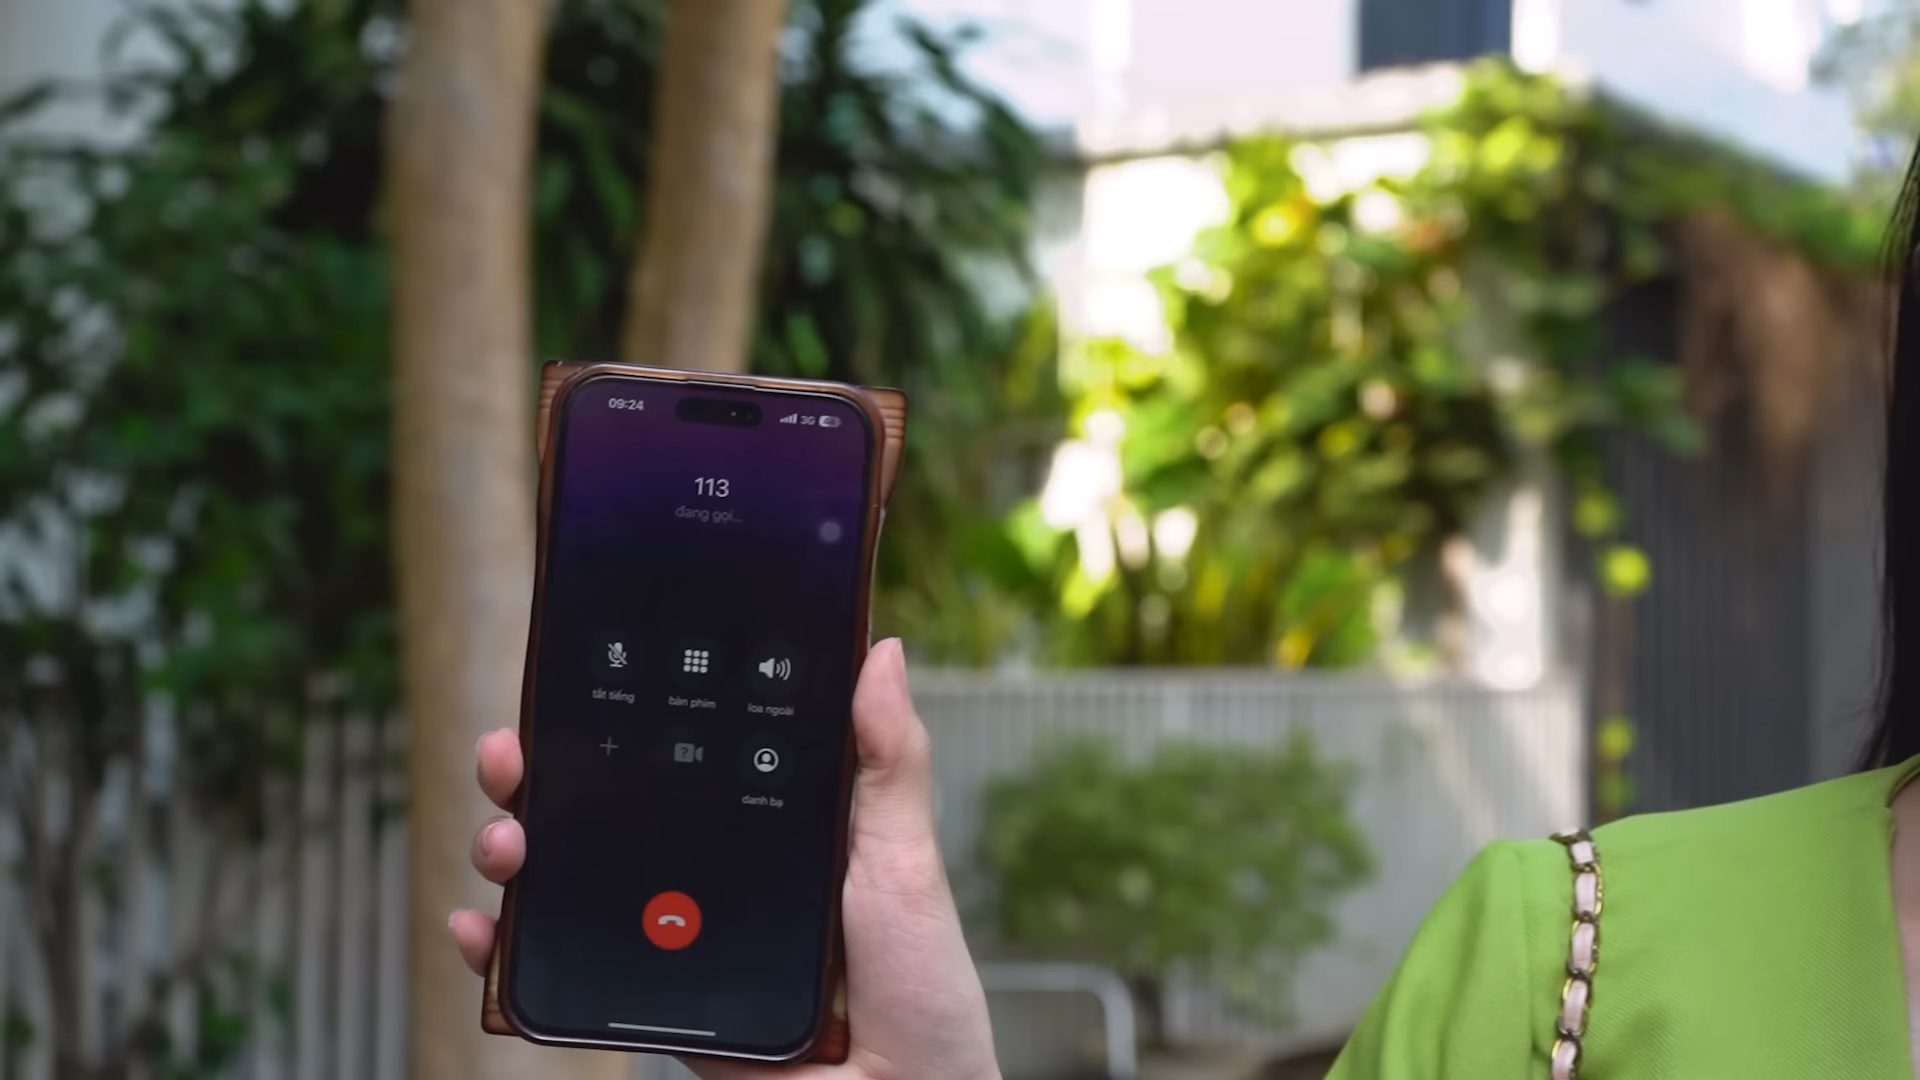 09:24
3G
113
đang gọi...
tắt tiếng
bàn phím
loa ngoài
danh bạ